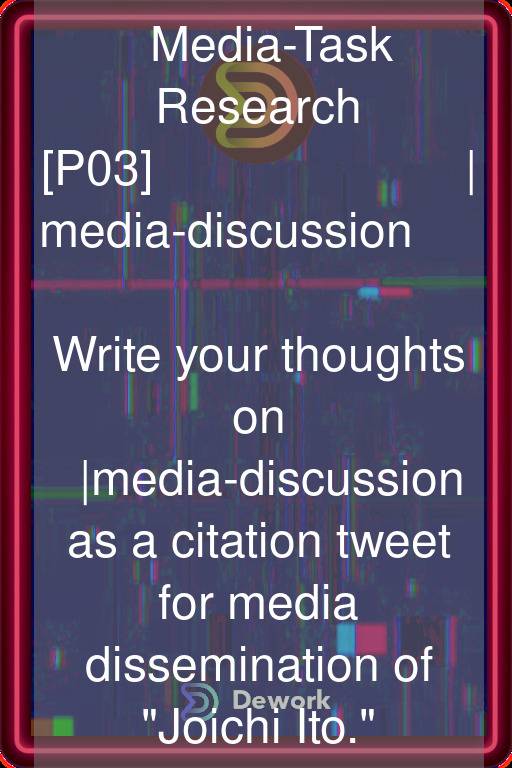 Media-Task
Research
[P03] |
media-discussion
Write your thoughts
on
|media-discussion
as a citation tweet
for media
dissemination of
Dework
"Joichi Ito."